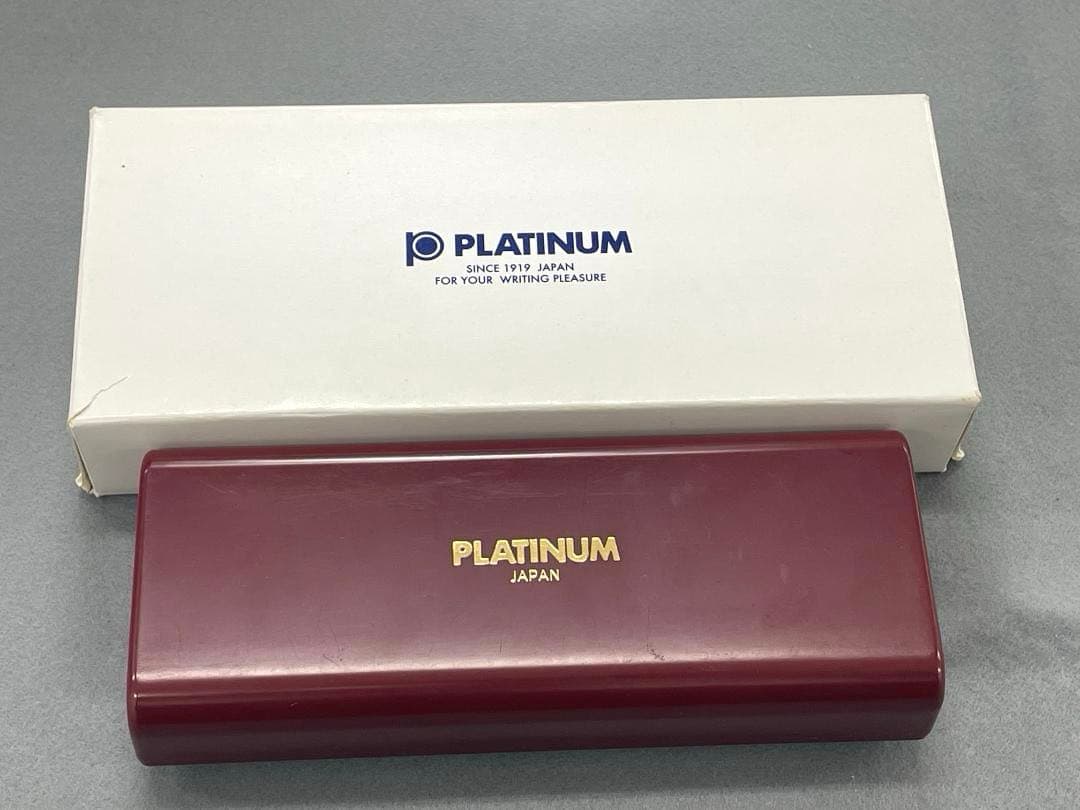 PLATINUM
SINCE 1919 JAPAN
FOR YOUR WRITING PLEASURE
PLATINUM
JAPAN